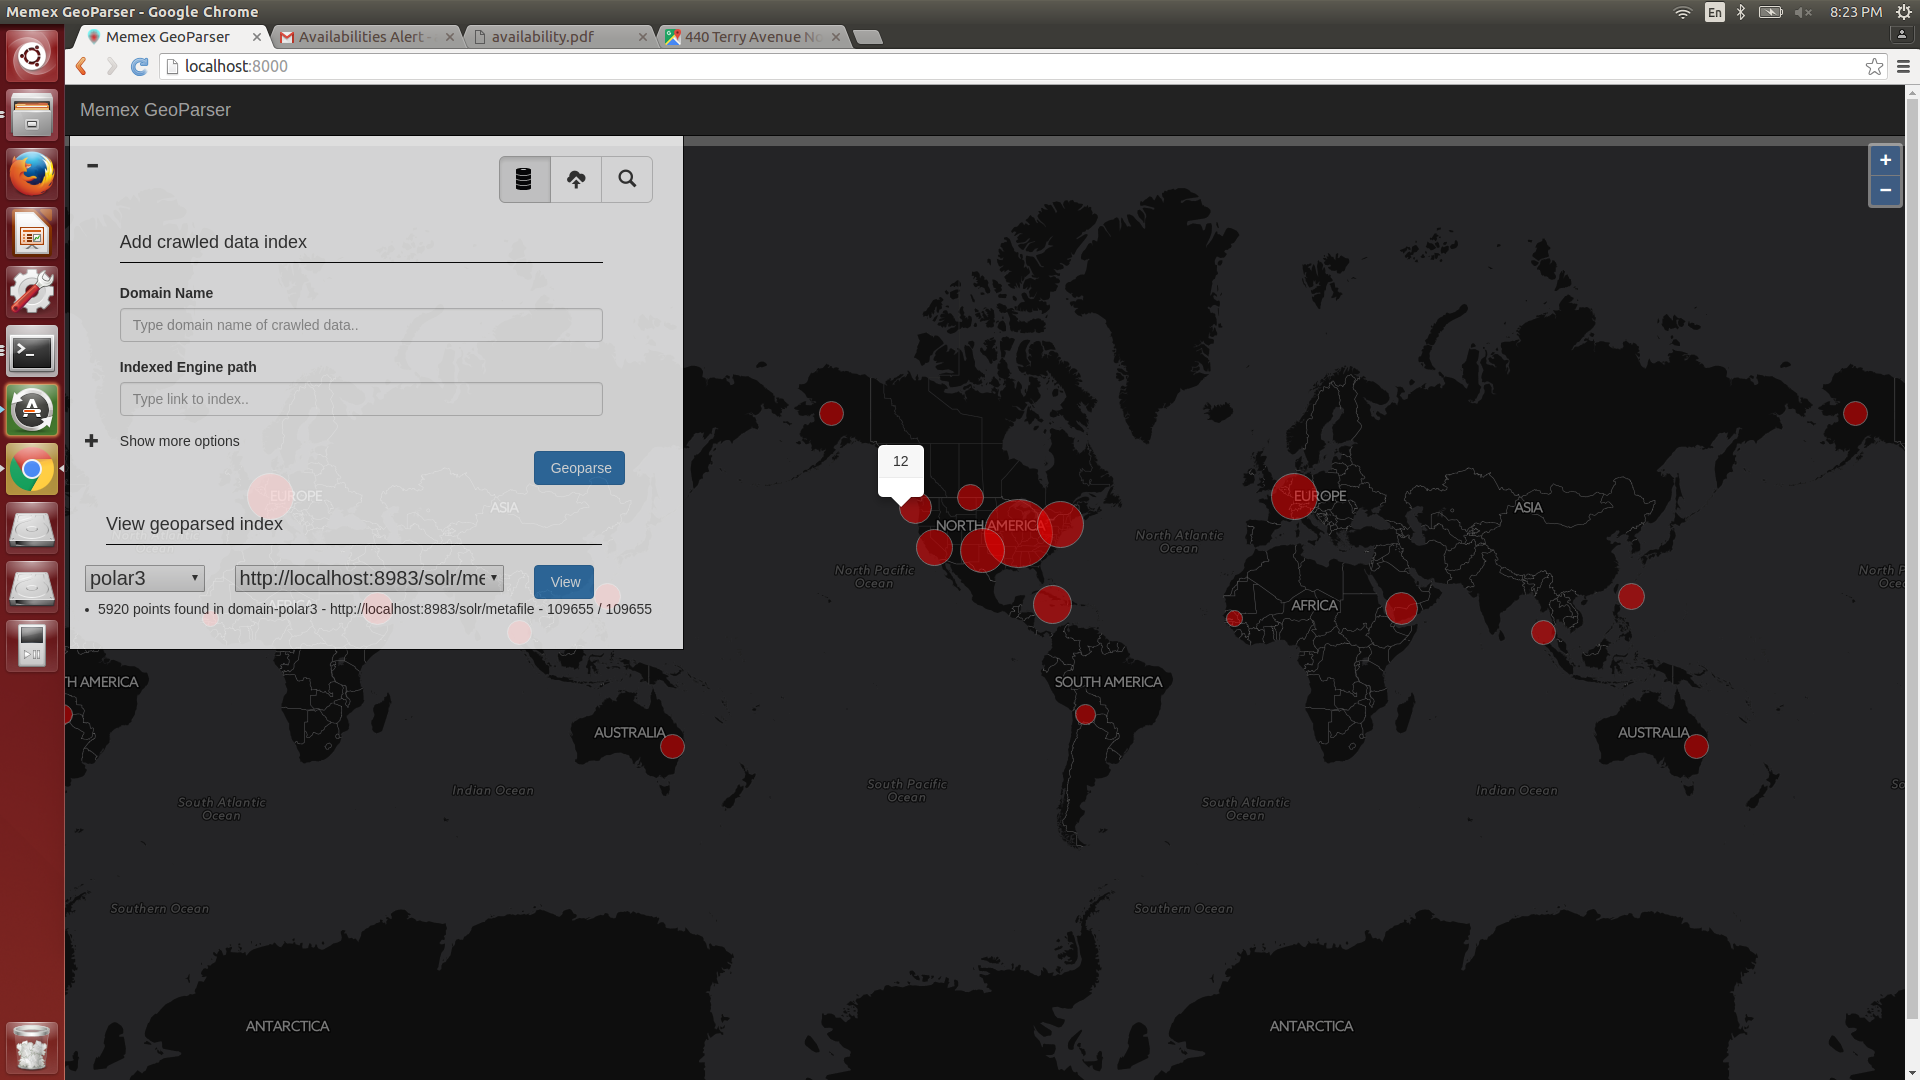 Memex GeoParser - Google Chrome
En
8:23 PM
Memex GeoParser
Availabilities Alert -
availability.pdf
440 Terry Avenue No
localhost:8000
Memex GeoParser
+
−
Add crawled data index
Domain Name
Type domain name of crawled data..
Indexed Engine path
Type link to index..
Show more options
Geoparse
EUROPE
ASIA
View geoparsed index
polar3
http://localhost:8983/solr/me
View
• 5920 points found in domain-polar3 - http://localhost:8983/solr/metafile - 109655 / 109655
12
NORTH AMERICA
North Atlantic
Ocean
North Pacific
Ocean
EUROPE
ASIA
North P
Oce
AFRICA
TH AMERICA
SOUTH AMERICA
AUSTRALIA
AUSTRALIA
South Pacific
Ocean
Indian Ocean
Indian Ocean
South Atlantic
Ocean
South Atlantic
Ocean
So
Southern Ocean
Southern Ocean
ANTARCTICA
ANTARCTICA